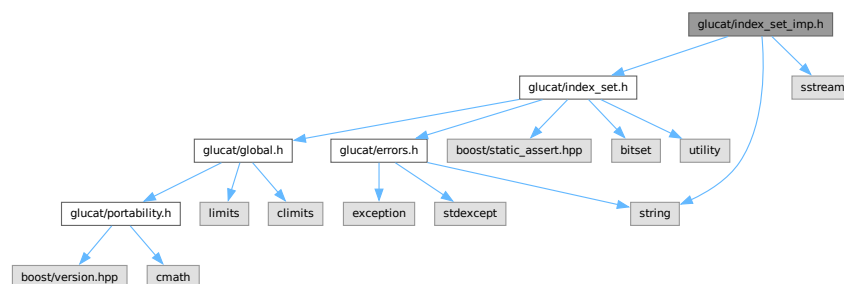 glucat/index_set_imp.h
glucat/index_set.h
sstream
glucat/global.h
glucat/errors.h
boost/static_assert.hpp
bitset
utility
glucat/portability.h
limits
climits
exception
stdexcept
string
boost/version.hpp
cmath